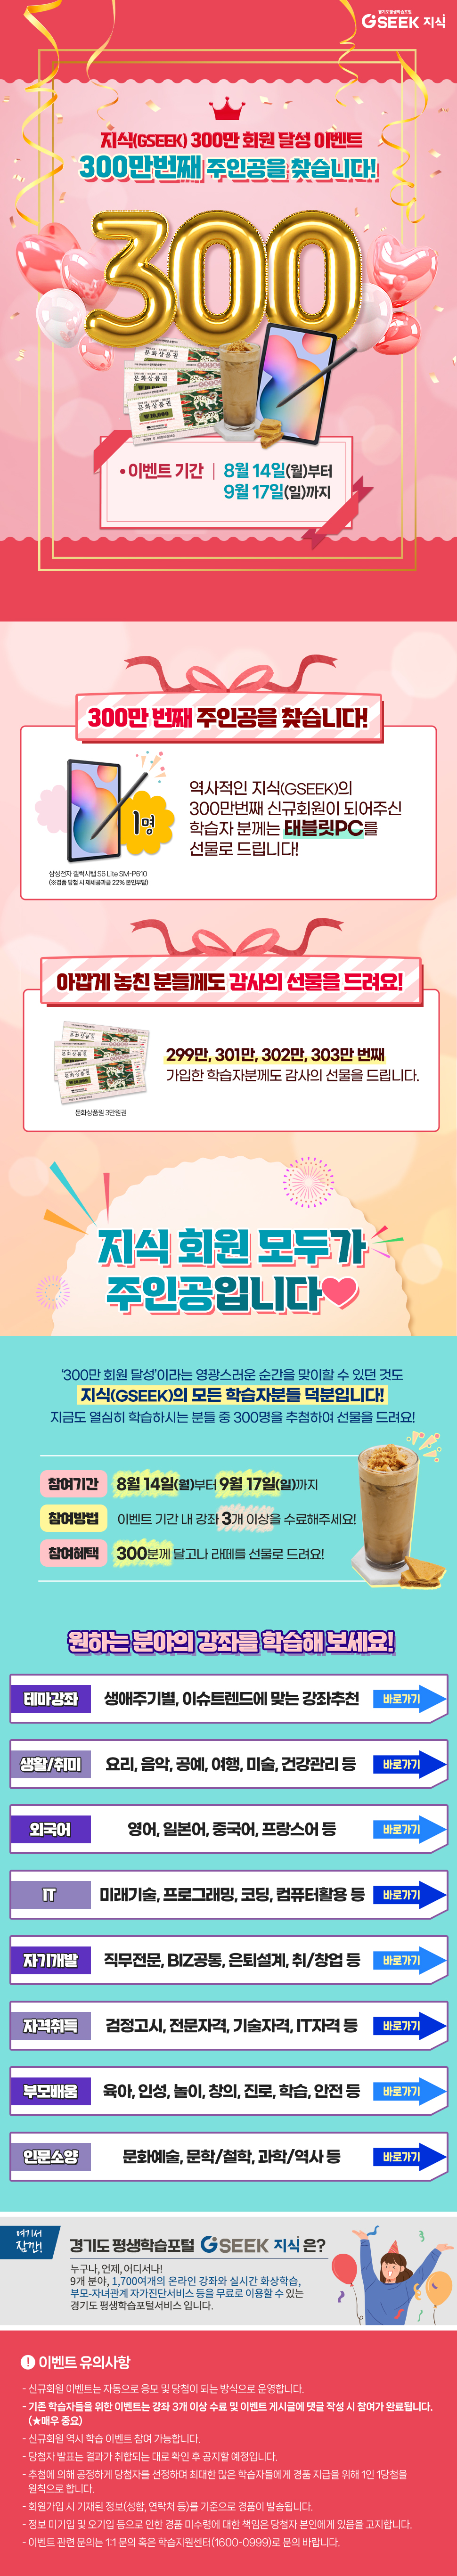 경기도평생학습포털
GSEEK 지식
지식(GSEEK) 300만 회원 달성 이벤트
300만번째 주인공을 찾습니다!
300
문화상품권
문화상품권
문화상품권
• 이벤트 기간 | 8월 14일(월)부터
9월 17일(일)까지
300만 번째 주인공을 찾습니다!
1명
역사적인 지식(GSEEK)의
300만번째 신규회원이 되어주신
학습자 분께는 태블릿PC를
선물로 드립니다!
삼성전자 갤럭시탭 S6 Lite SM-P610
(※경품 당첨 시 제세공과금 22% 본인부담)
아깝게 놓친 분들께도 감사의 선물을 드려요!
299만, 301만, 302만, 303만 번째
가입한 학습자분께도 감사의 선물을 드립니다.
문화상품원 3만원권
지식 회원 모두가
주인공입니다
‘300만 회원 달성’이라는 영광스러운 순간을 맞이할 수 있던 것도
지식(GSEEK)의 모든 학습자분들 덕분입니다!
지금도 열심히 학습하시는 분들 중 300명을 추첨하여 선물을 드려요!
참여기간 8월 14일(월)부터 9월 17일(일)까지
참여방법 이벤트 기간 내 강좌 3개 이상을 수료해주세요!
참여혜택 300분께 달고나 라떼를 선물로 드려요!
원하는 분야의 강좌를 학습해 보세요!
테마강좌 생애주기별, 이슈트렌드에 맞는 강좌추천 바로가기
생활/취미 요리, 음악, 공예, 여행, 미술, 건강관리 등 바로가기
외국어 영어, 일본어, 중국어, 프랑스어 등 바로가기
IT 미래기술, 프로그래밍, 코딩, 컴퓨터활용 등 바로가기
자기개발 직무전문, BIZ공통, 은퇴설계, 취/창업 등 바로가기
자격취득 검정고시, 전문자격, 기술자격, IT자격 등 바로가기
부모배움 육아, 인성, 놀이, 창의, 진로, 학습, 안전 등 바로가기
인문소양 문화예술, 문학/철학, 과학/역사 등 바로가기
여기서
잠깐!
경기도 평생학습포털 GSEEK 지식 은?
누구나, 언제, 어디서나!
9개 분야, 1,700여개의 온라인 강좌와 실시간 화상학습,
부모-자녀관계 자가진단서비스 등을 무료로 이용할 수 있는
경기도 평생학습포털서비스 입니다.
! 이벤트 유의사항
- 신규회원 이벤트는 자동으로 응모 및 당첨이 되는 방식으로 운영합니다.
- 기존 학습자들을 위한 이벤트는 강좌 3개 이상 수료 및 이벤트 게시글에 댓글 작성 시 참여가 완료됩니다.
(★매우 중요)
- 신규회원 역시 학습 이벤트 참여 가능합니다.
- 당첨자 발표는 결과가 취합되는 대로 확인 후 공지할 예정입니다.
- 추첨에 의해 공정하게 당첨자를 선정하며 최대한 많은 학습자들에게 경품 지급을 위해 1인 1당첨을
원칙으로 합니다.
- 회원가입 시 기재된 정보(성함, 연락처 등)를 기준으로 경품이 발송됩니다.
- 정보 미기입 및 오기입 등으로 인한 경품 미수령에 대한 책임은 당첨자 본인에게 있음을 고지합니다.
- 이벤트 관련 문의는 1:1 문의 혹은 학습지원센터(1600-0999)로 문의 바랍니다.